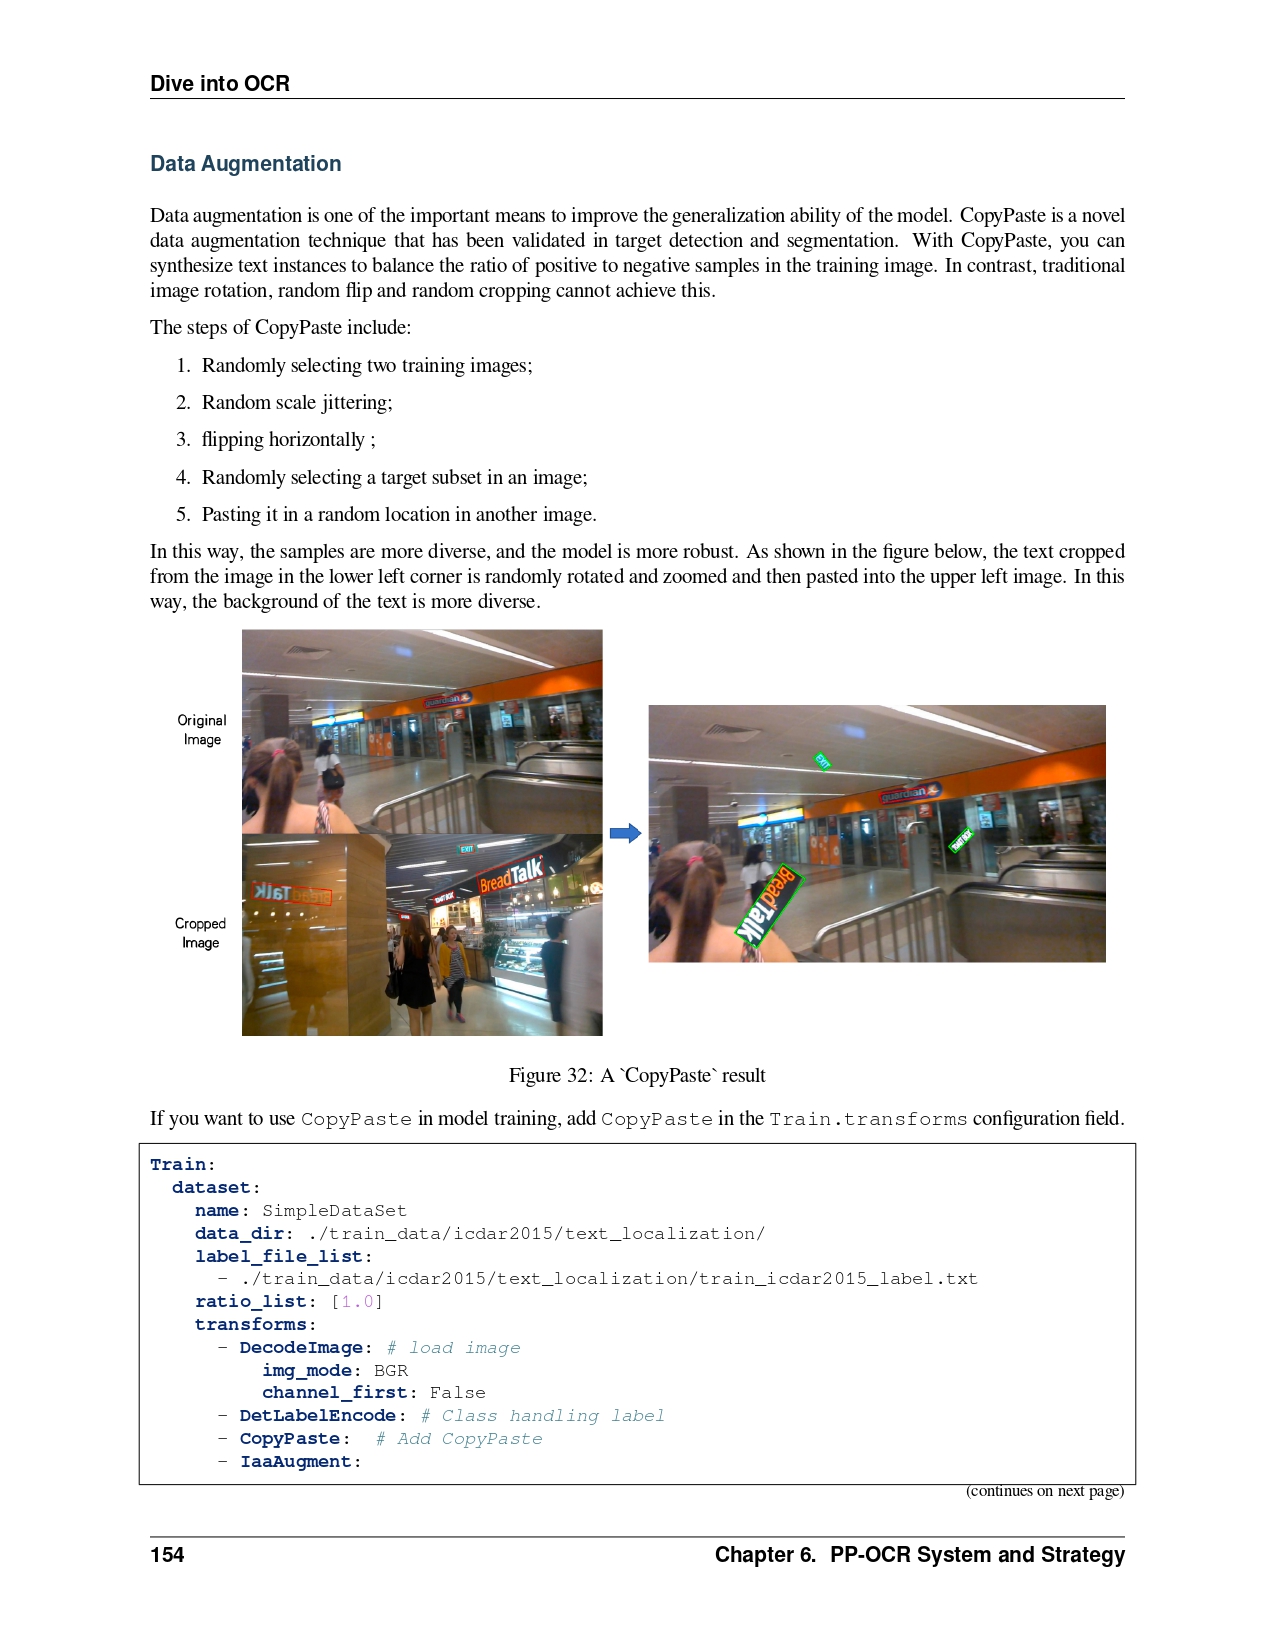 Dive into OCR
Data Augmentation
Data augmentation is one of the important means to improve the generalization ability of the model. CopyPaste is a novel
data augmentation technique that has been validated in target detection and segmentation. With CopyPaste, you can
synthesize text instances to balance the ratio of positive to negative samples in the training image. In contrast, traditional
image rotation, random flip and random cropping cannot achieve this.
The steps of CopyPaste include:
1. Randomly selecting two training images;
2. Random scale jittering;
3. flipping horizontally ;
4. Randomly selecting a target subset in an image;
5. Pasting it in a random location in another image.
In this way, the samples are more diverse, and the model is more robust. As shown in the figure below, the text cropped
from the image in the lower left corner is randomly rotated and zoomed and then pasted into the upper left image. In this
way, the background of the text is more diverse.
Original
Image
guardian
Cropped
Image
EXIT
BreadTalk
BreadTalk
TOAST BOX
EXIT
guardian
BreadTalk
TOAST BOX
Figure 32: A `CopyPaste` result
If you want to use CopyPaste in model training, add CopyPaste in the Train.transforms configuration field.
Train:
dataset:
name: SimpleDataSet
data_dir: ./train_data/icdar2015/text_localization/
label_file_list:
- ./train_data/icdar2015/text_localization/train_icdar2015_label.txt
ratio_list: [1.0]
transforms:
- DecodeImage: # load image
img_mode: BGR
channel_first: False
- DetLabelEncode: # Class handling label
- CopyPaste:  # Add CopyPaste
- IaaAugment:
(continues on next page)
154
Chapter 6. PP-OCR System and Strategy